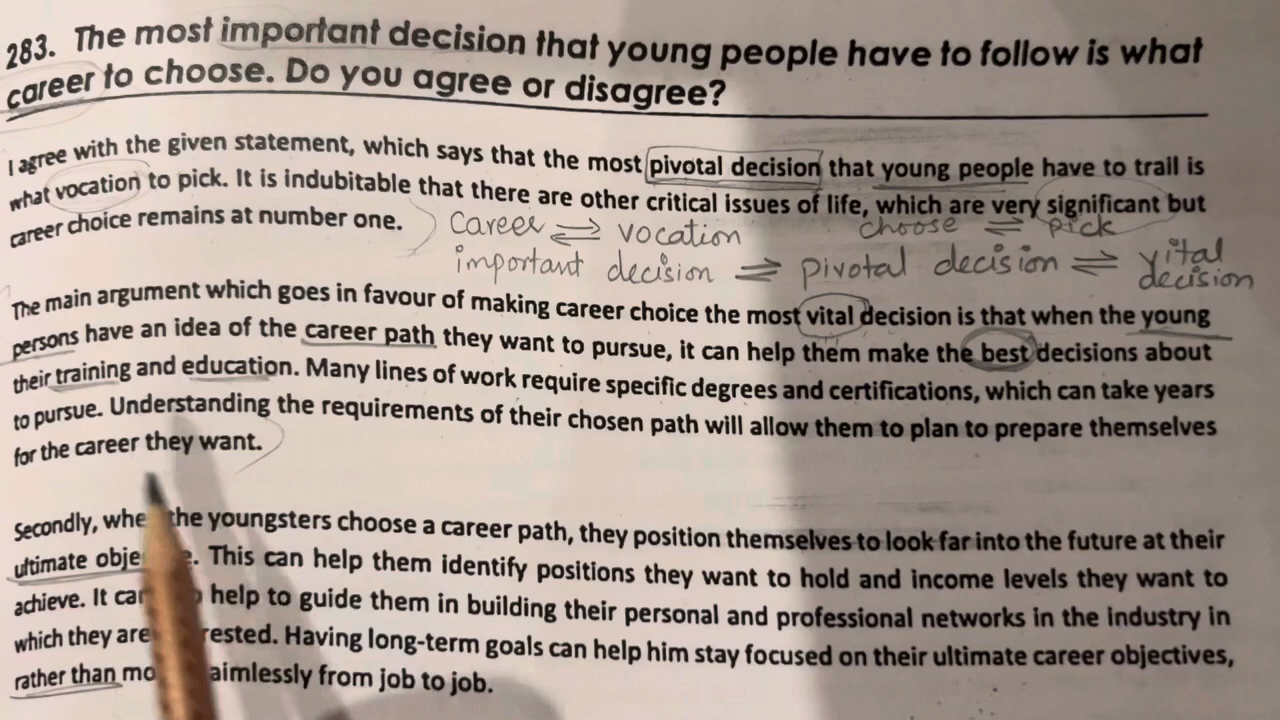 283. The most important decision that young people have to follow is what
career to choose. Do you agree or disagree?
I agree with the given statement, which says that the most pivotal decision that young people have to trail is
what vocation to pick. It is indubitable that there are other critical issues of life, which are very significant but
career choice remains at number one.
Career ⇌ vocation choose ⇌ pick
important decision ⇌ pivotal decision ⇌ vital decision
The main argument which goes in favour of making career choice the most vital decision is that when the young
persons have an idea of the career path they want to pursue, it can help them make the best decisions about
their training and education. Many lines of work require specific degrees and certifications, which can take years
to pursue. Understanding the requirements of their chosen path will allow them to plan to prepare themselves
for the career they want.
Secondly, the youngsters choose a career path, they position themselves to look far into the future at their
ultimate . This can help them identify positions they want to hold and income levels they want to
achieve. It help to guide them in building their personal and professional networks in the industry in
which they are . Having long-term goals can help him stay focused on their ultimate career objectives,
rather than aimlessly from job to job.